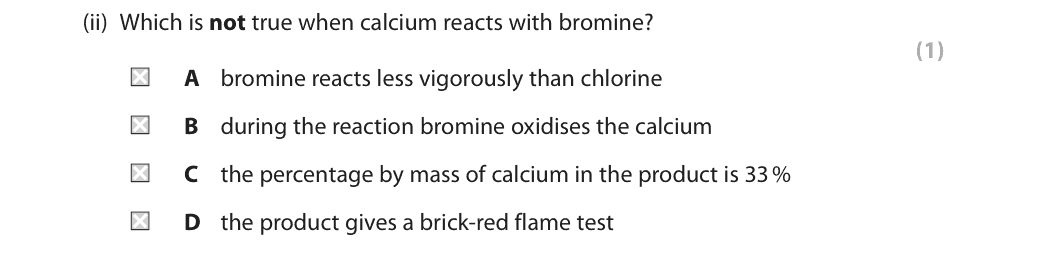 (ii) Which is not true when calcium reacts with bromine?
(1)
A bromine reacts less vigorously than chlorine
B during the reaction bromine oxidises the calcium
C the percentage by mass of calcium in the product is 33%
D the product gives a brick-red flame test